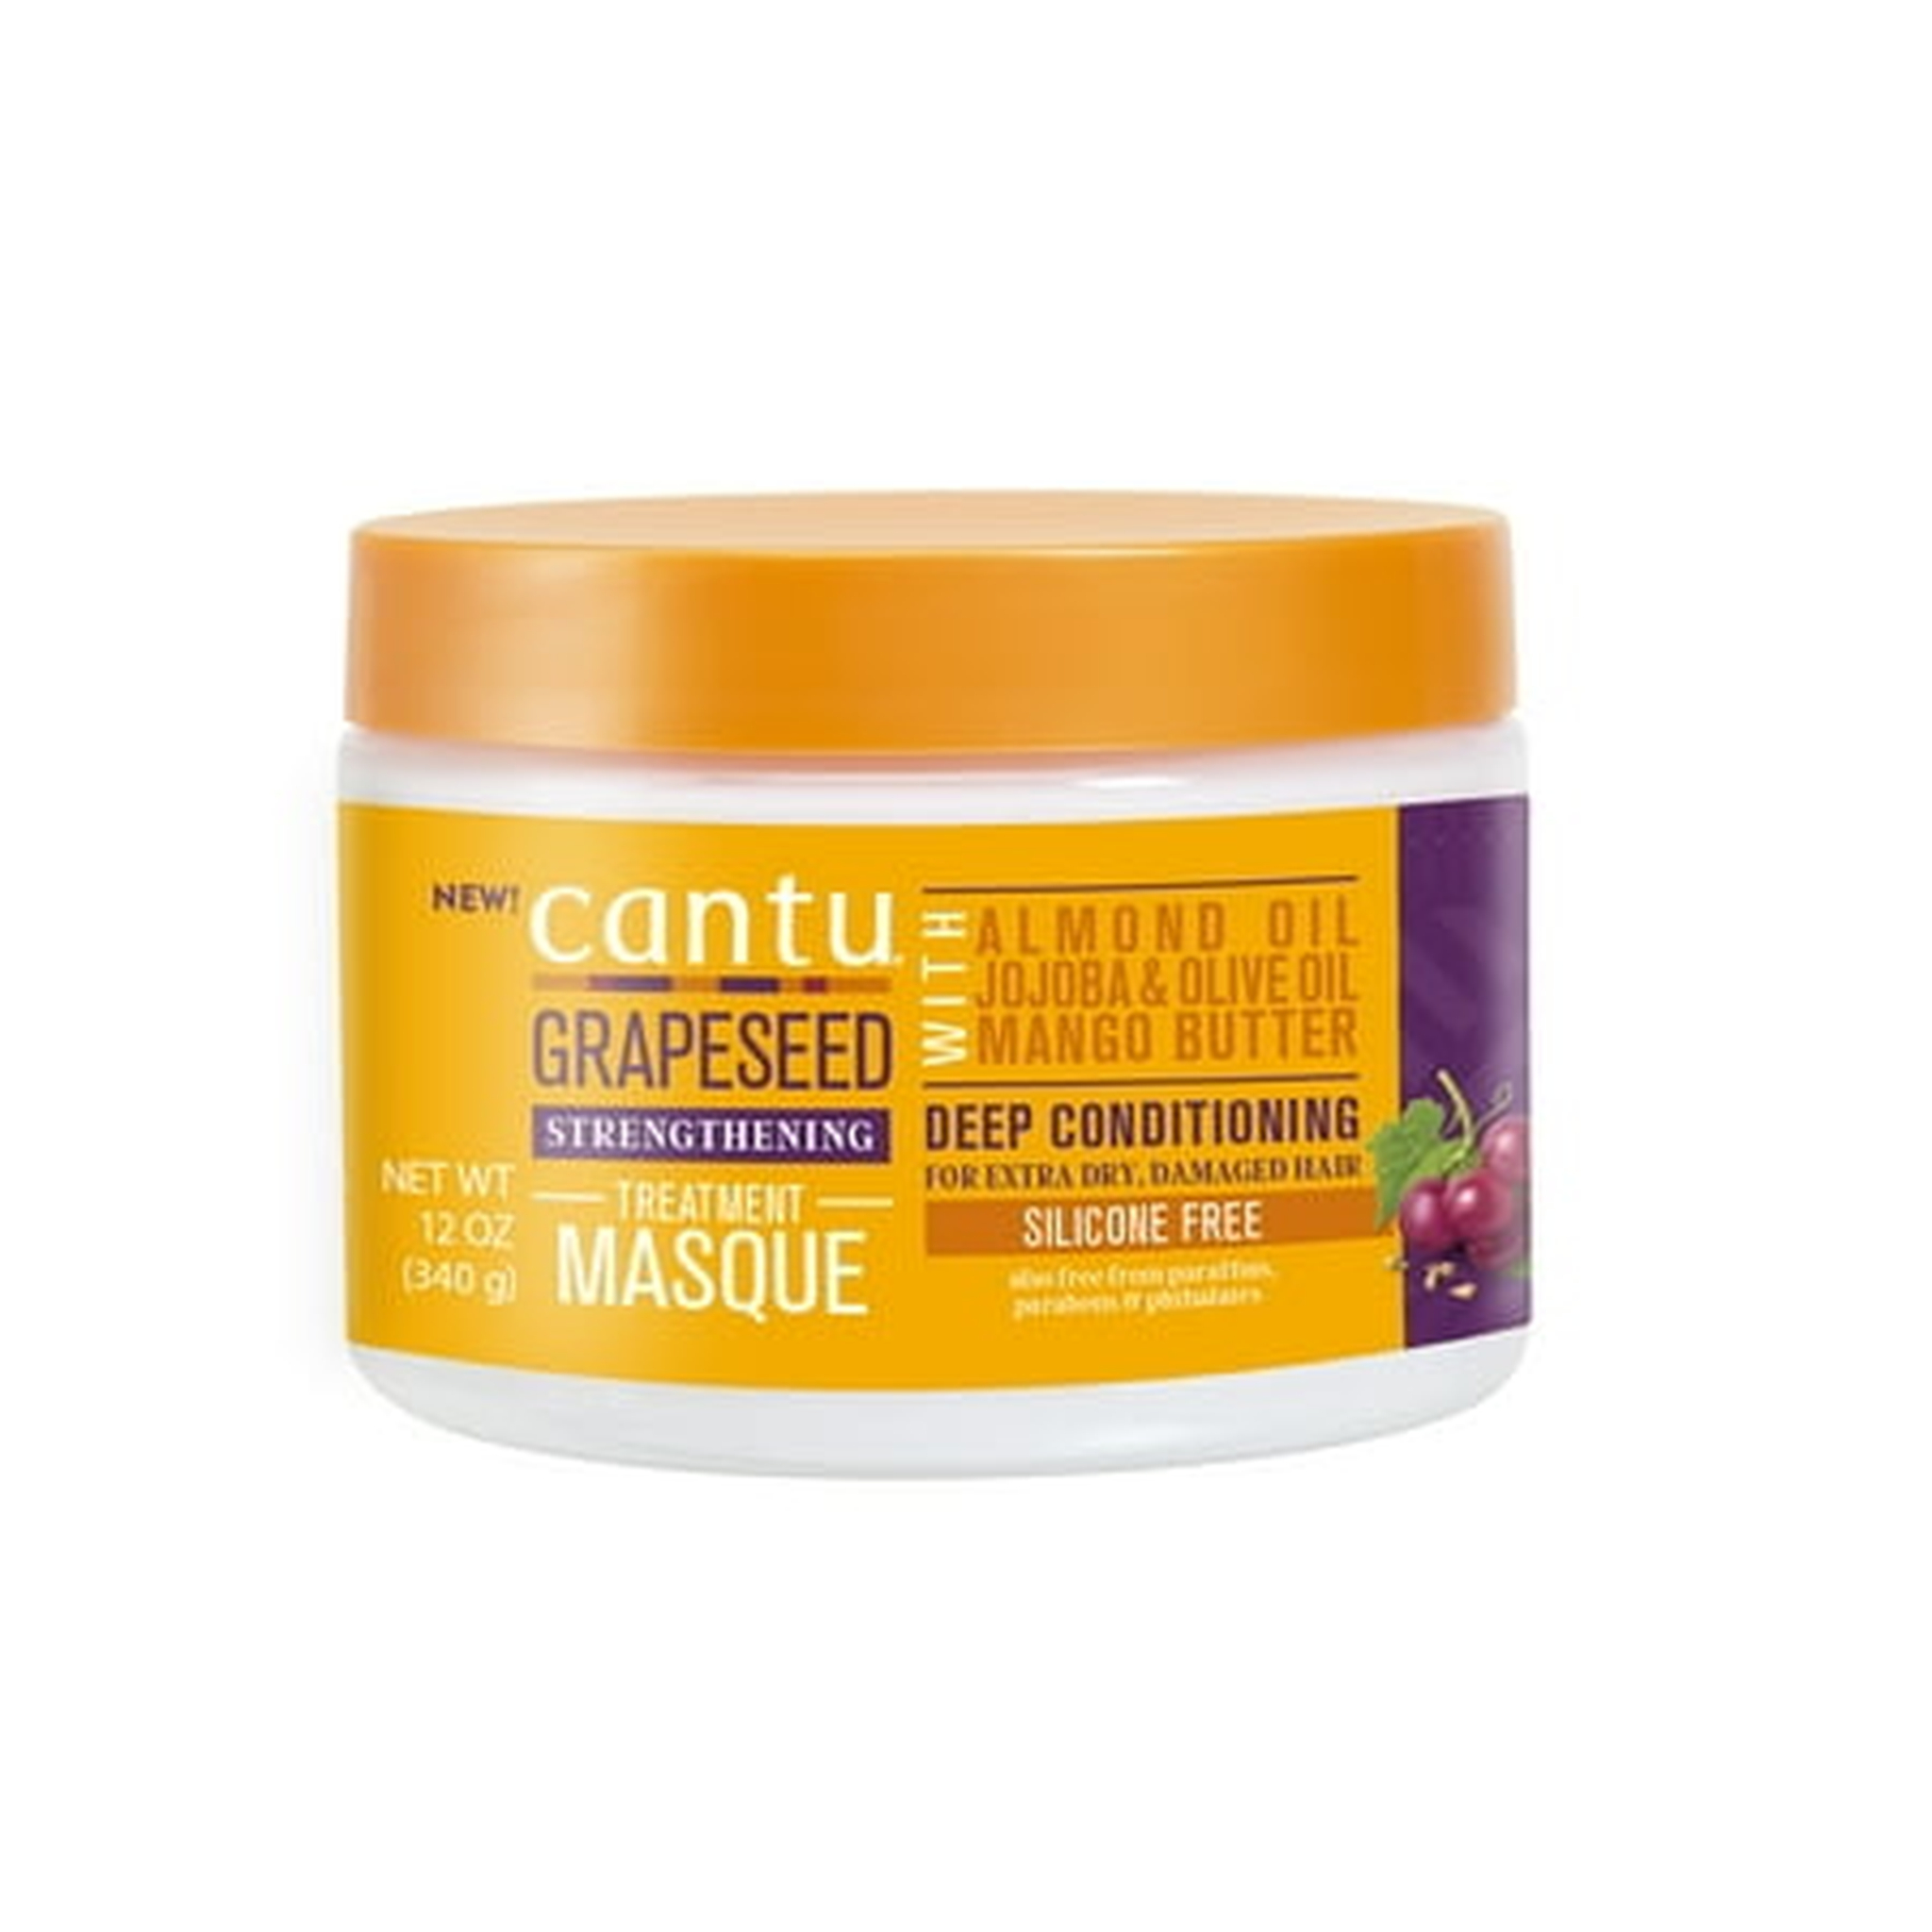 NEW!
cantu
GRAPESEED
STRENGTHENING
TREATMENT
MASQUE
NET WT
12 OZ
(340 g)
WITH
ALMOND OIL
JOJOBA & OLIVE OIL
MANGO BUTTER
DEEP CONDITIONING
FOR EXTRA DRY, DAMAGED HAIR
SILICONE FREE
also free from paraffins,
parabens & phthalates